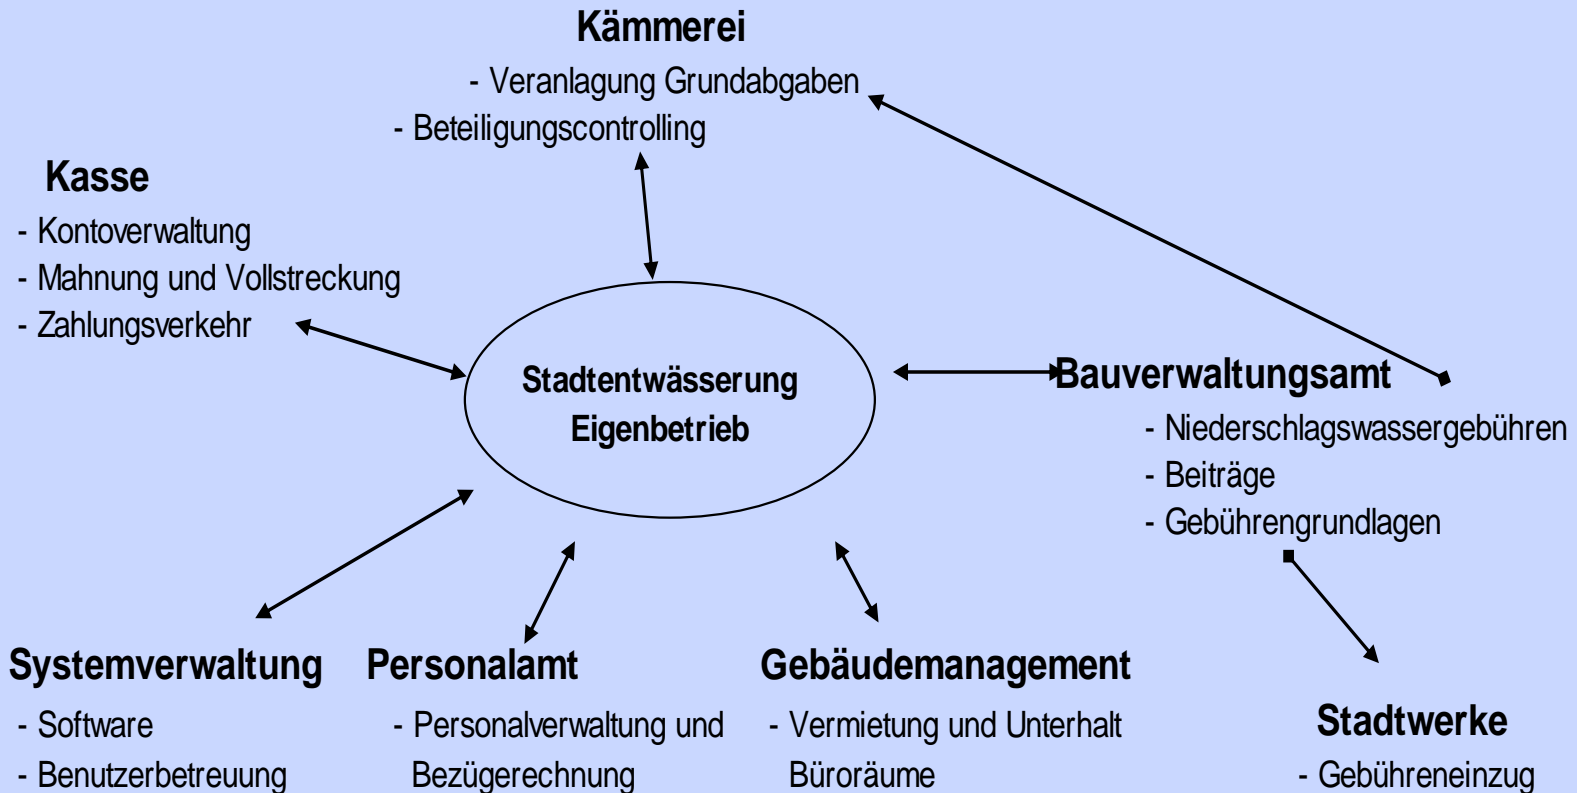 Kämmerei
- Veranlagung Grundabgaben
- Beteiligungscontrolling
Kasse
- Kontoverwaltung
- Mahnung und Vollstreckung
- Zahlungsverkehr
Stadtentwässerung
Eigenbetrieb
Bauverwaltungsamt
- Niederschlagswassergebühren
- Beiträge
- Gebührengrundlagen
Systemverwaltung
- Software
- Benutzerbetreuung
Personalamt
- Personalverwaltung und
Bezügerechnung
Gebäudemanagement
- Vermietung und Unterhalt
Büroräume
Stadtwerke
- Gebühreneinzug